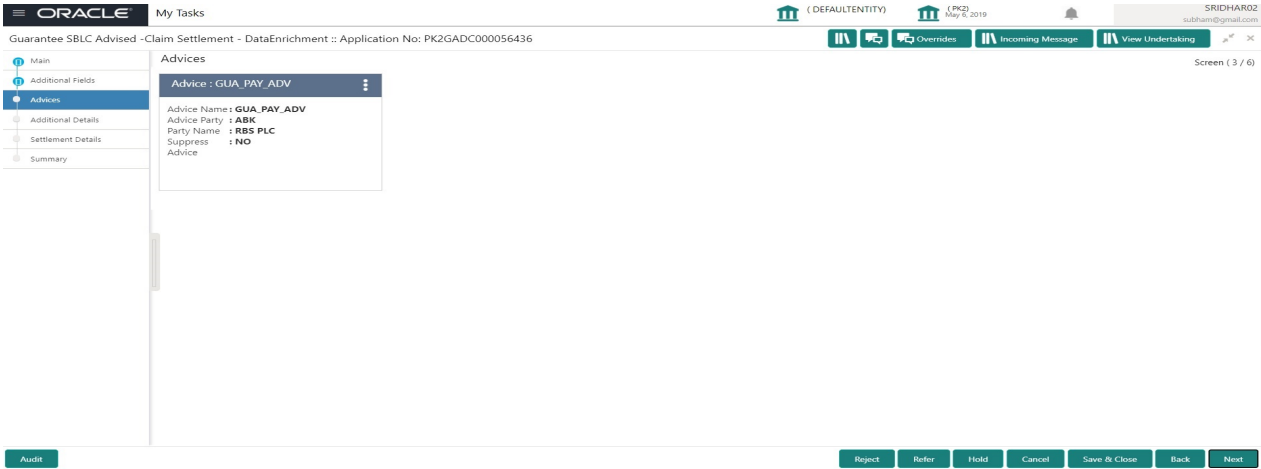 ORACLE® My Tasks ( DEFAULTENTITY) (PK2) May 6, 2019 SRIDHAR02
subham@gmail.com
Guarantee SBLC Advised -Claim Settlement - DataEnrichment :: Application No: PK2GADC000056436 Overrides Incoming Message View Undertaking
Main
Additional Fields
Advices
Additional Details
Settlement Details
Summary
Advices Screen ( 3 / 6)
Advice : GUA_PAY_ADV
Advice Name : GUA_PAY_ADV
Advice Party : ABK
Party Name : RBS PLC
Suppress : NO
Advice
Audit Reject Refer Hold Cancel Save & Close Back Next